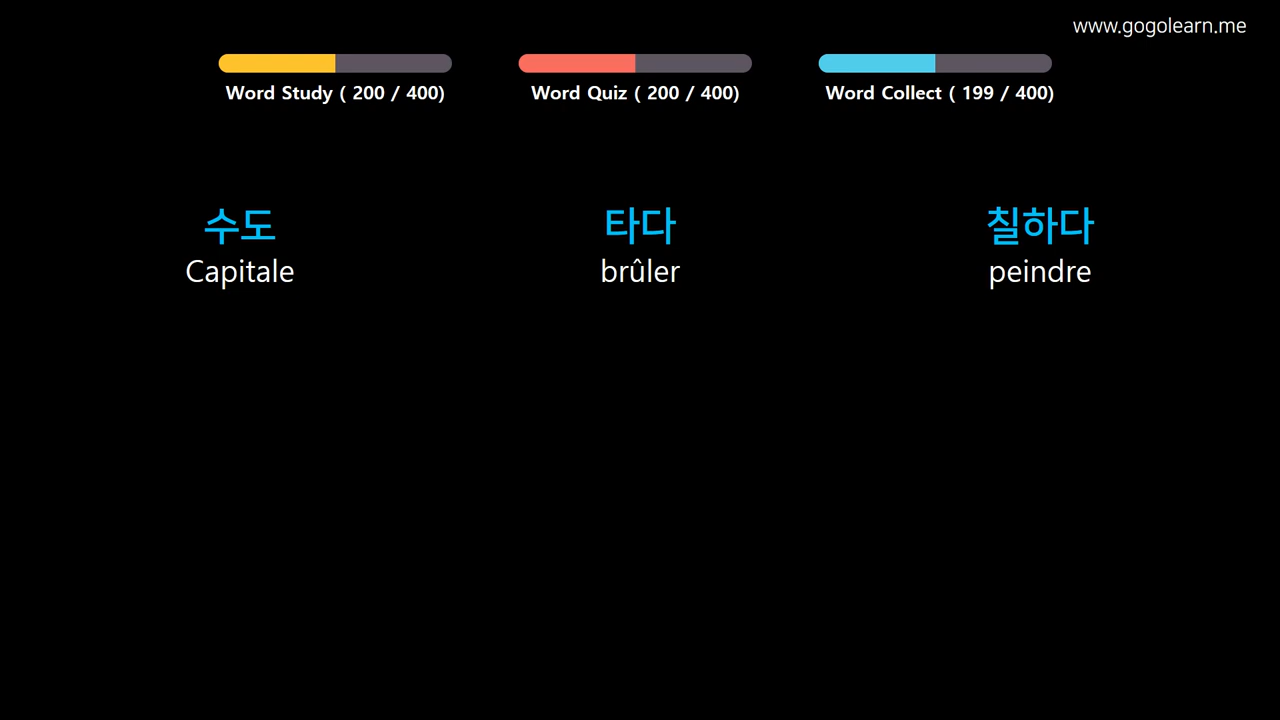 www.gogolearn.me
Word Study ( 200 / 400)
Word Quiz ( 200 / 400)
Word Collect ( 199 / 400)
수도
Capitale
타다
brûler
칠하다
peindre